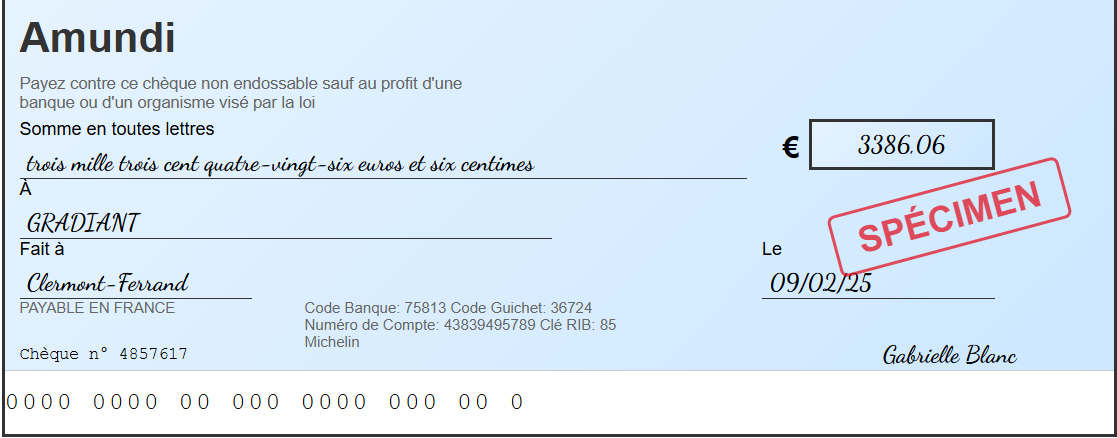 Amundi
Payez contre ce chèque non endossable sauf au profit d'une
banque ou d'un organisme visé par la loi
Somme en toutes lettres
trois mille trois cent quatre-vingt-six euros et six centimes
€ 3386.06
À
GRADIANT
SPÉCIMEN
Fait à
Le
Clermont-Ferrand
09/02/25
PAYABLE EN FRANCE
Code Banque: 75813 Code Guichet: 36724
Numéro de Compte: 43839495789 Clé RIB: 85
Michelin
Chèque n° 4857617
Gabrielle Blanc
0000 0000 00 000 0000 000 00 0